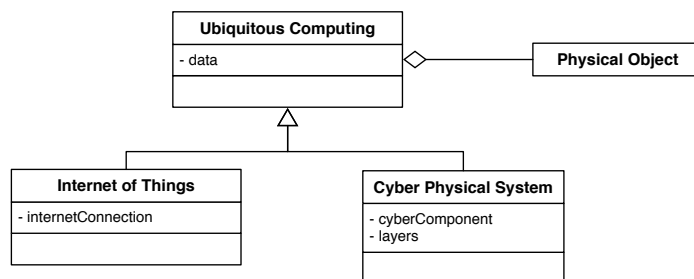 Ubiquitous Computing
- data
Physical Object
Internet of Things
- internetConnection
Cyber Physical System
- cyberComponent
- layers